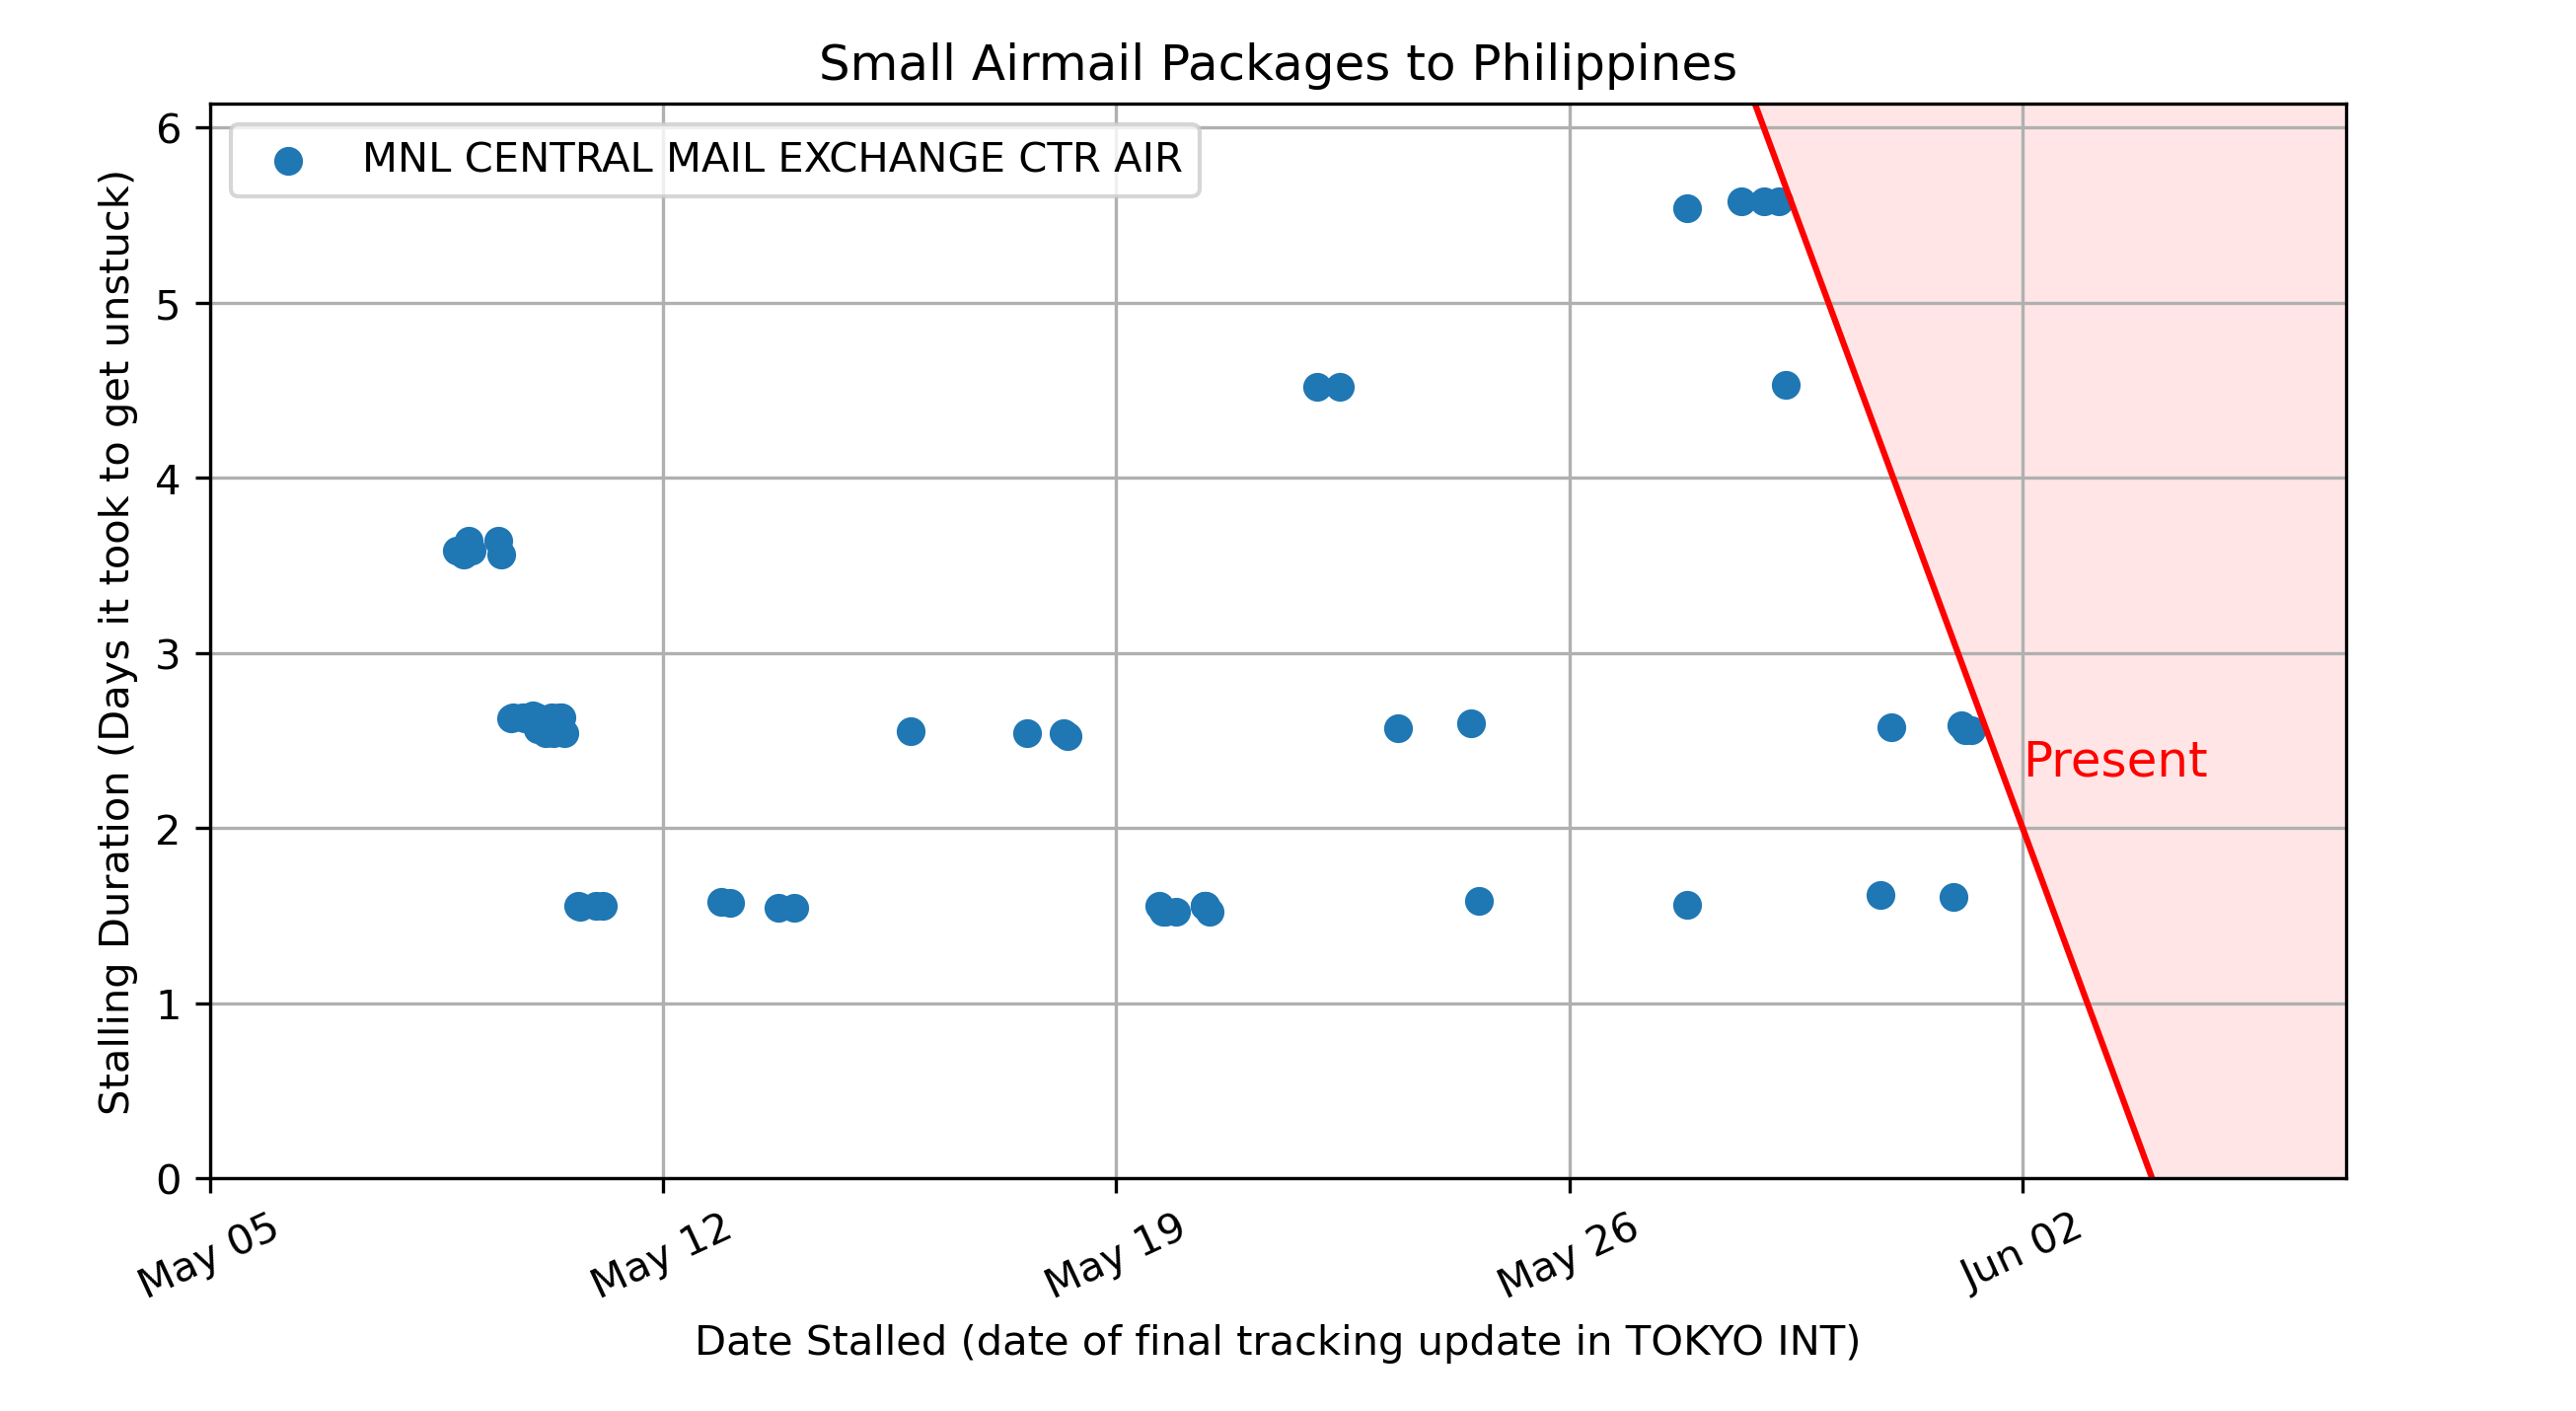 Small Airmail Packages to Philippines
MNL CENTRAL MAIL EXCHANGE CTR AIR
Stalling Duration (Days it took to get unstuck)
6
5
4
3
2
1
0
Present
May 05
May 12
May 19
May 26
Jun 02
Date Stalled (date of final tracking update in TOKYO INT)